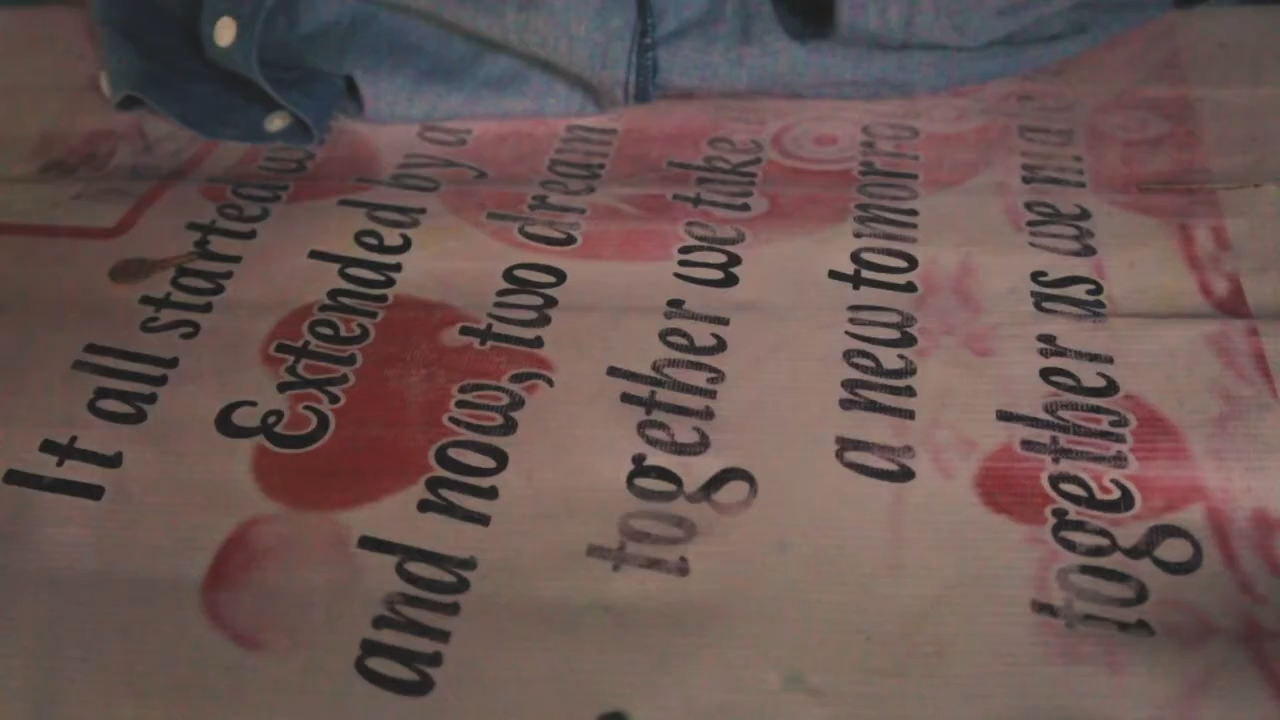 It all started
Extended by a
and now, two dream
together we take
a new tomorro
together as we